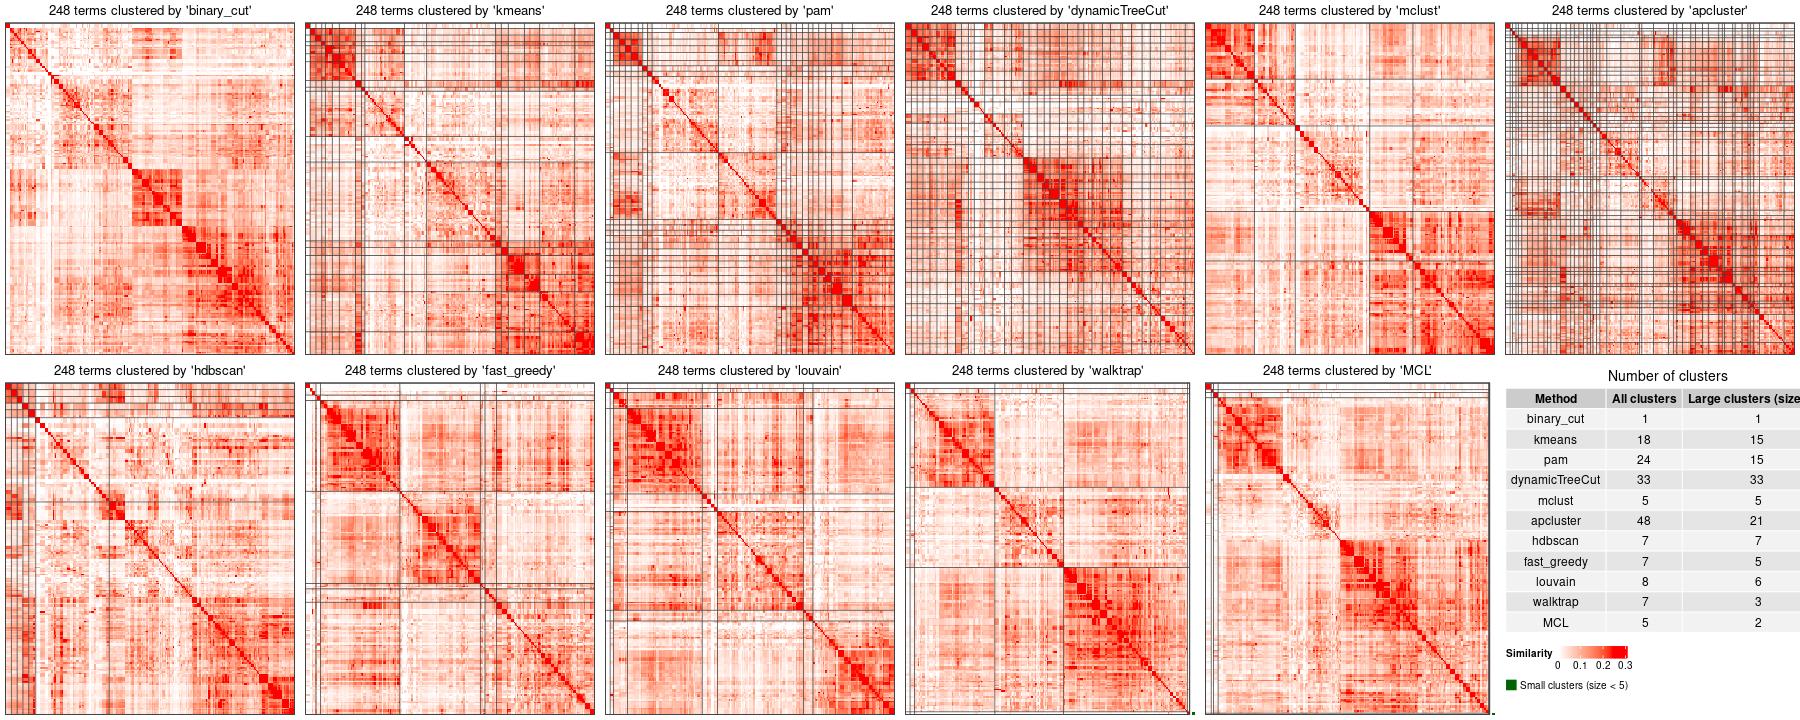 248 terms clustered by 'binary_cut'
248 terms clustered by 'kmeans'
248 terms clustered by 'pam'
248 terms clustered by 'dynamicTreeCut'
248 terms clustered by 'mclust'
248 terms clustered by 'apcluster'
248 terms clustered by 'hdbscan'
248 terms clustered by 'fast_greedy'
248 terms clustered by 'louvain'
248 terms clustered by 'walktrap'
248 terms clustered by 'MCL'
Number of clusters
Method All clusters Large clusters (size
binary_cut 1 1
kmeans 18 15
pam 24 15
dynamicTreeCut 33 33
mclust 5 5
apcluster 48 21
hdbscan 7 7
fast_greedy 7 5
louvain 8 6
walktrap 7 3
MCL 5 2
Similarity
0 0.1 0.2 0.3
Small clusters (size < 5)